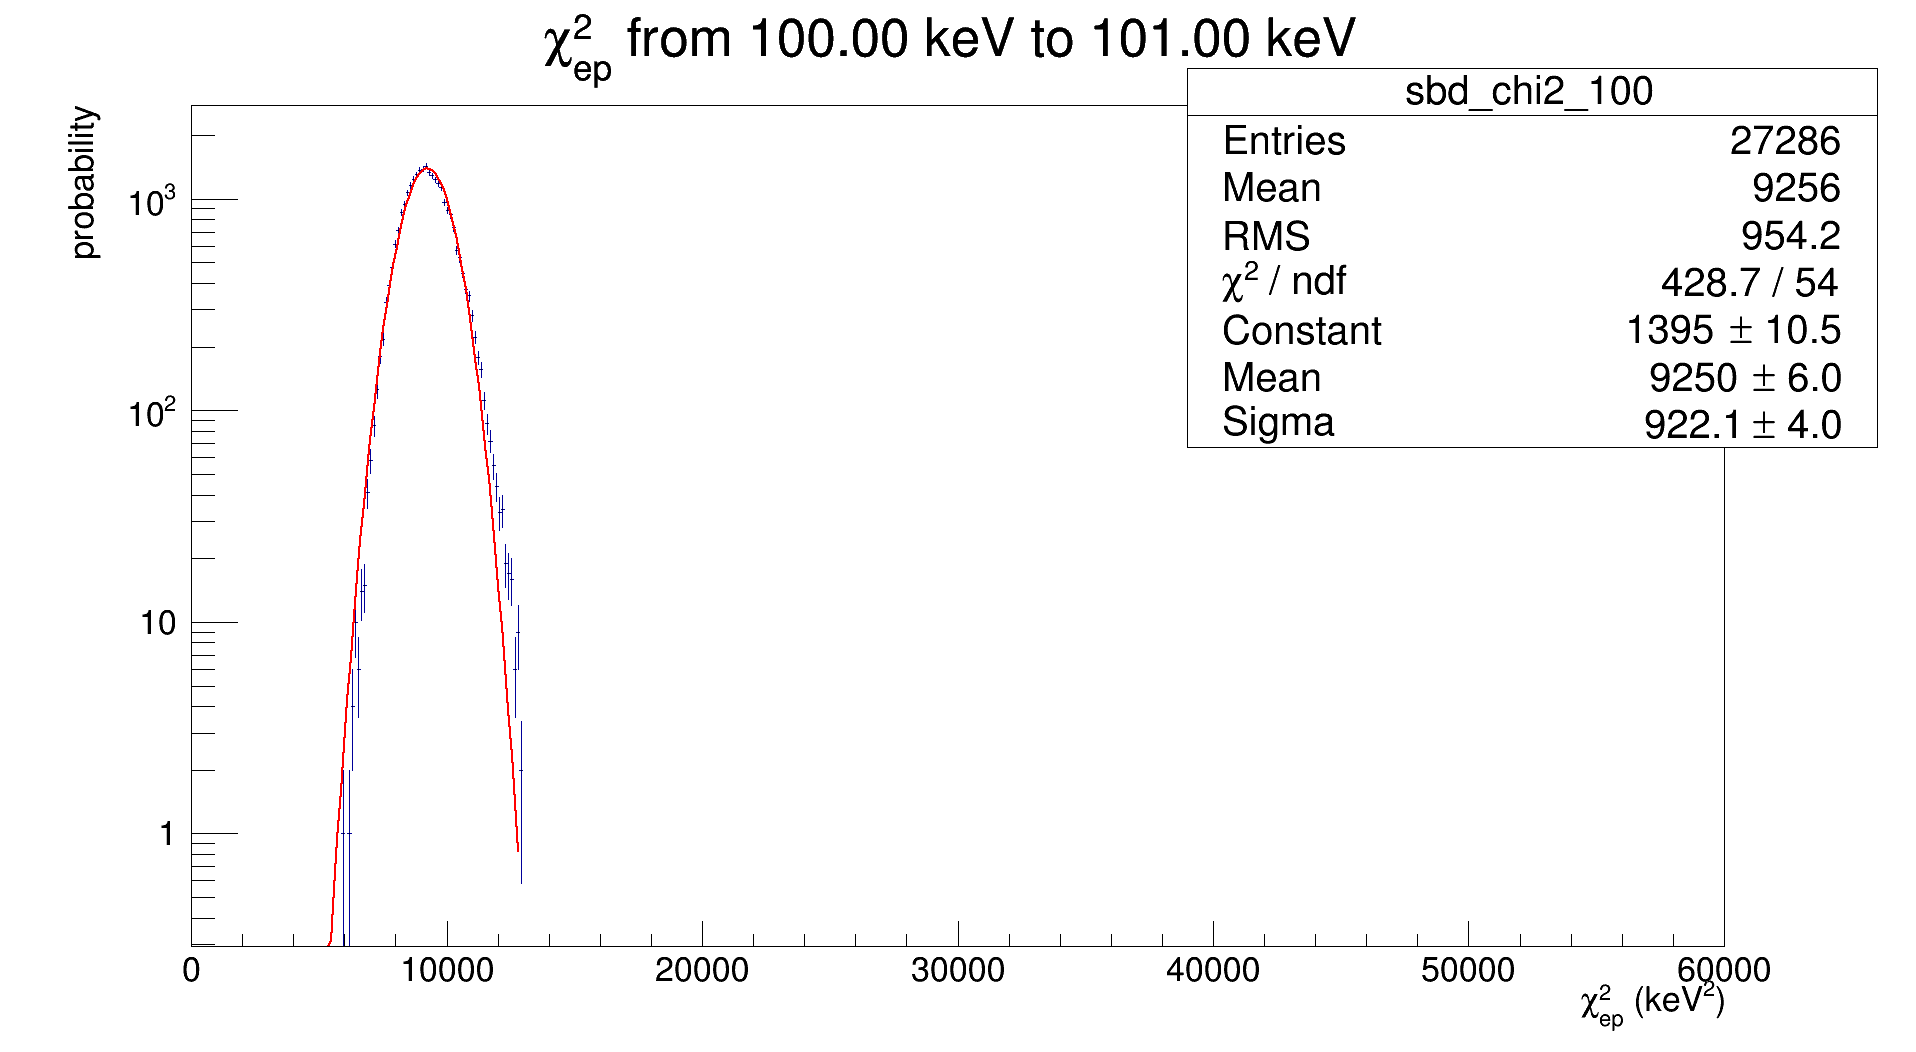 χ²ep from 100.00 keV to 101.00 keV
sbd_chi2_100
Entries 27286
Mean 9256
RMS 954.2
χ² / ndf 428.7 / 54
Constant 1395 ± 10.5
Mean 9250 ± 6.0
Sigma 922.1 ± 4.0
probability
10³
10²
10
1
0 10000 20000 30000 40000 50000 60000
χ²ep (keV²)